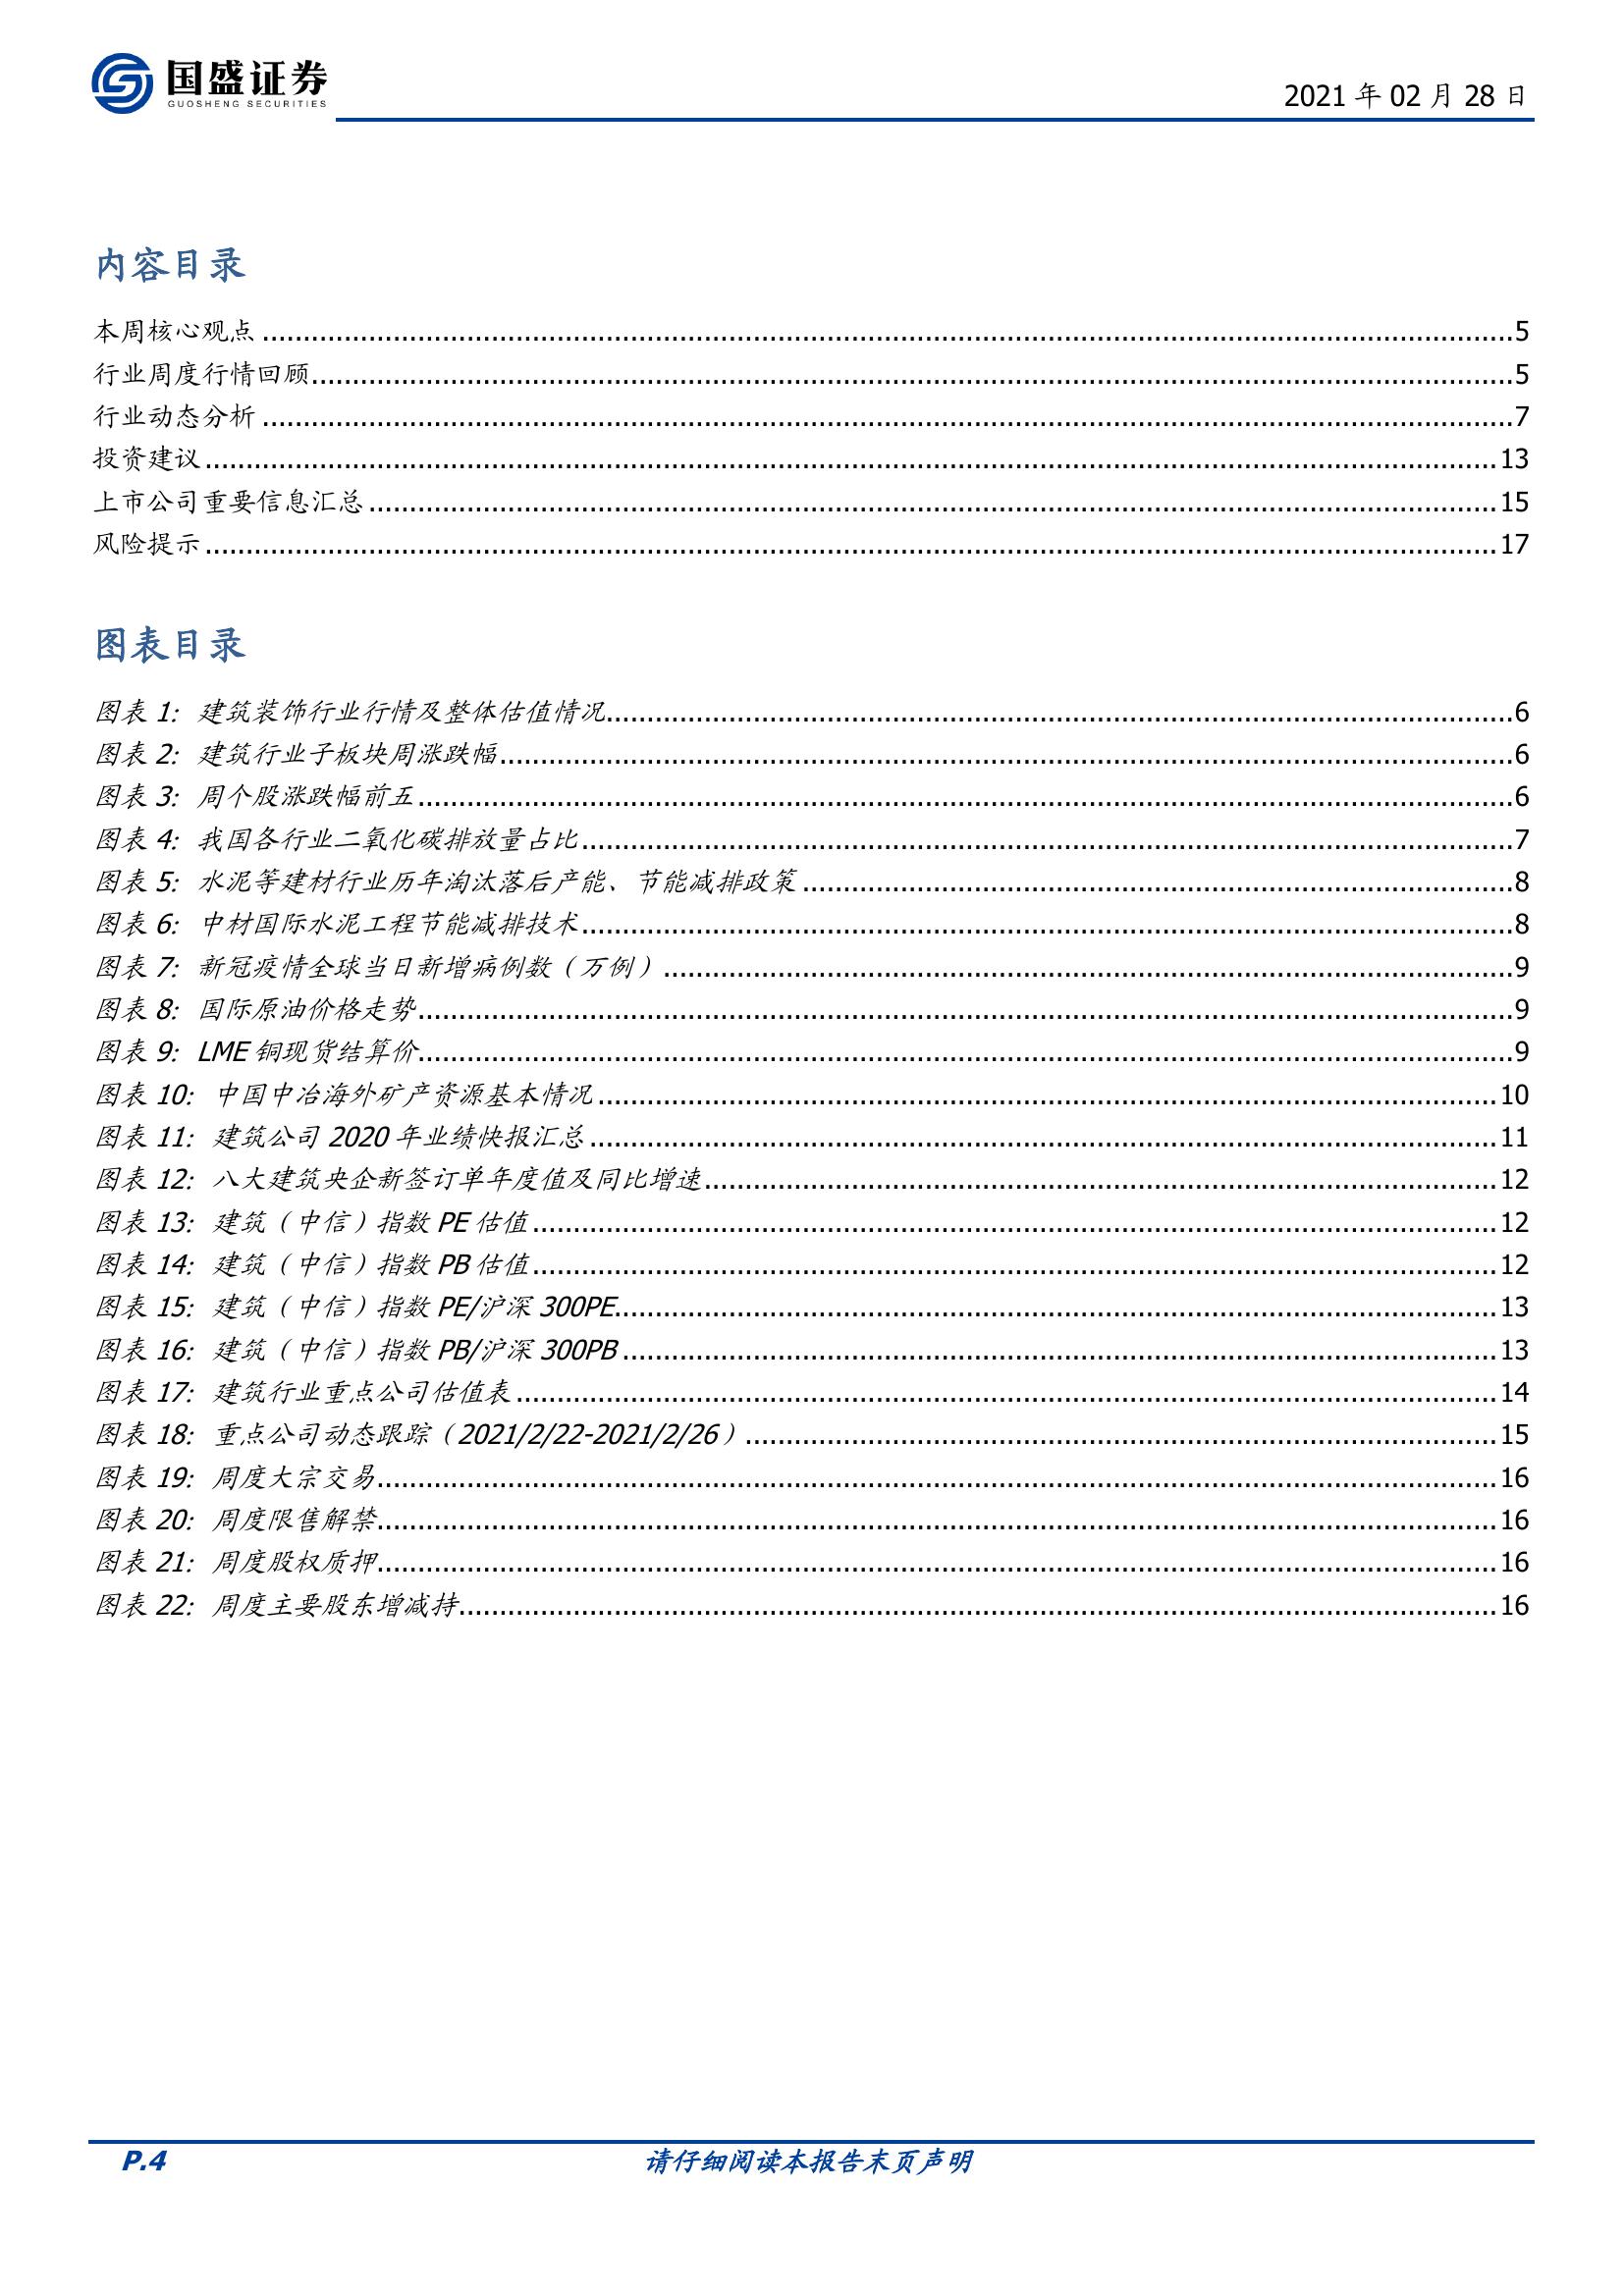 国盛证券
GUOSHENG SECURITIES
2021 年 02 月 28 日
内容目录
本周核心观点 ........ 5
行业周度行情回顾 ........ 5
行业动态分析 ........ 7
投资建议 ........ 13
上市公司重要信息汇总 ........ 15
风险提示 ........ 17
图表目录
图表 1: 建筑装饰行业行情及整体估值情况 ........ 6
图表 2: 建筑行业子板块周涨跌幅 ........ 6
图表 3: 周个股涨跌幅前五 ........ 6
图表 4: 我国各行业二氧化碳排放量占比 ........ 7
图表 5: 水泥等建材行业历年淘汰落后产能、节能减排政策 ........ 8
图表 6: 中材国际水泥工程节能减排技术 ........ 8
图表 7: 新冠疫情全球当日新增病例数（万例） ........ 9
图表 8: 国际原油价格走势 ........ 9
图表 9: LME 铜现货结算价 ........ 9
图表 10: 中国中冶海外矿产资源基本情况 ........ 10
图表 11: 建筑公司 2020 年业绩快报汇总 ........ 11
图表 12: 八大建筑央企新签订单年度值及同比增速 ........ 12
图表 13: 建筑（中信）指数 PE 估值 ........ 12
图表 14: 建筑（中信）指数 PB 估值 ........ 12
图表 15: 建筑（中信）指数 PE/沪深 300PE ........ 13
图表 16: 建筑（中信）指数 PB/沪深 300PB ........ 13
图表 17: 建筑行业重点公司估值表 ........ 14
图表 18: 重点公司动态跟踪（2021/2/22-2021/2/26） ........ 15
图表 19: 周度大宗交易 ........ 16
图表 20: 周度限售解禁 ........ 16
图表 21: 周度股权质押 ........ 16
图表 22: 周度主要股东增减持 ........ 16
P.4
请仔细阅读本报告末页声明